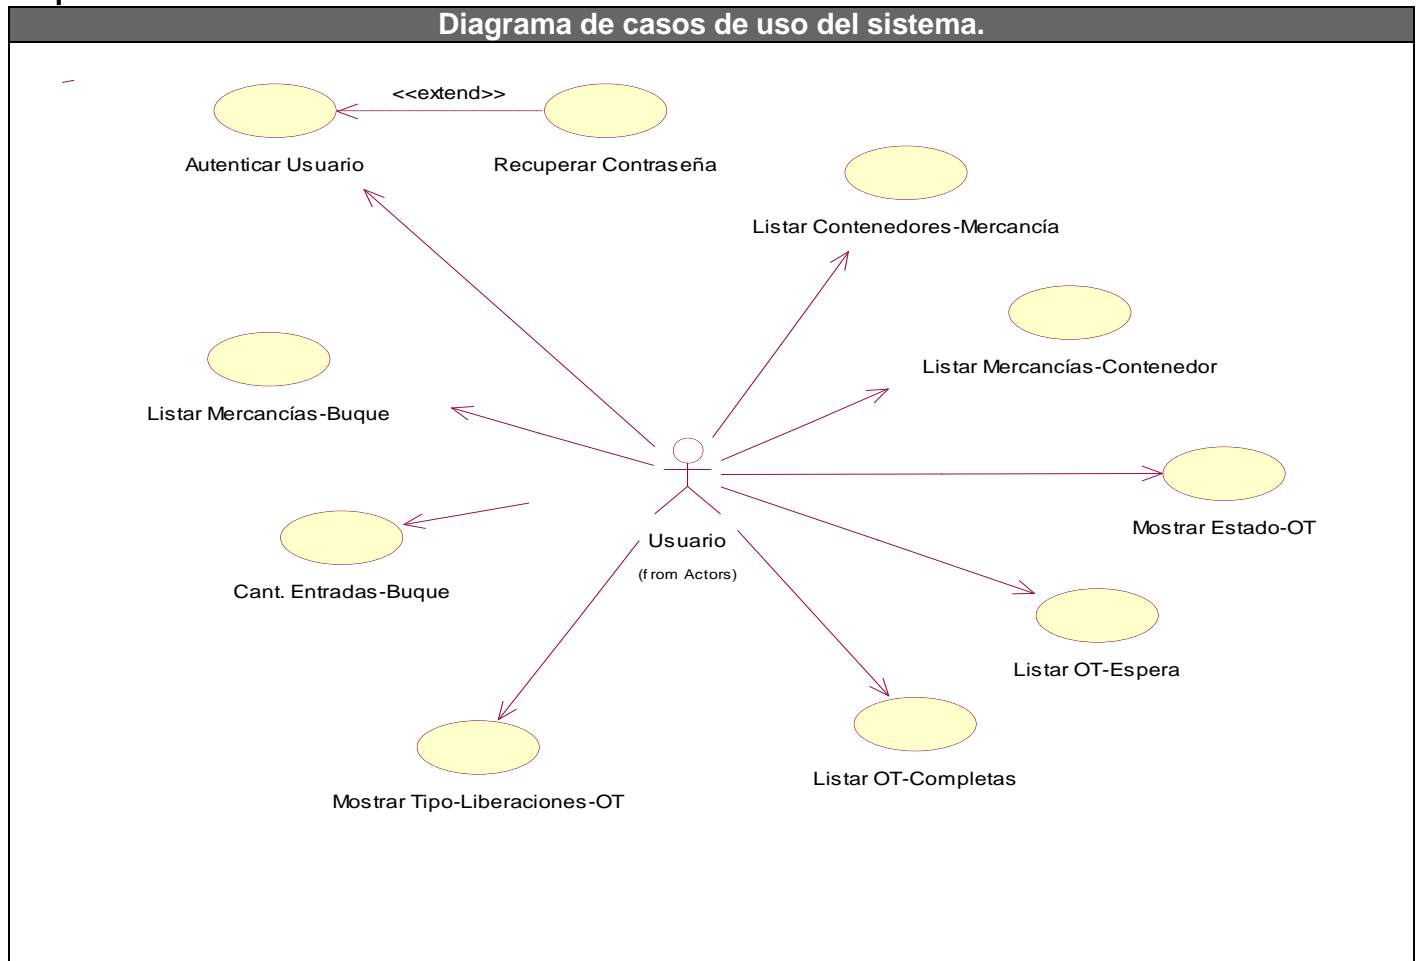 Diagrama de casos de uso del sistema.
<<extend>>
Autenticar Usuario
Recuperar Contraseña
Listar Contenedores-Mercancía
Listar Mercancías-Contenedor
Listar Mercancías-Buque
Mostrar Estado-OT
Usuario
(from Actors)
Cant. Entradas-Buque
Listar OT-Espera
Listar OT-Completas
Mostrar Tipo-Liberaciones-OT